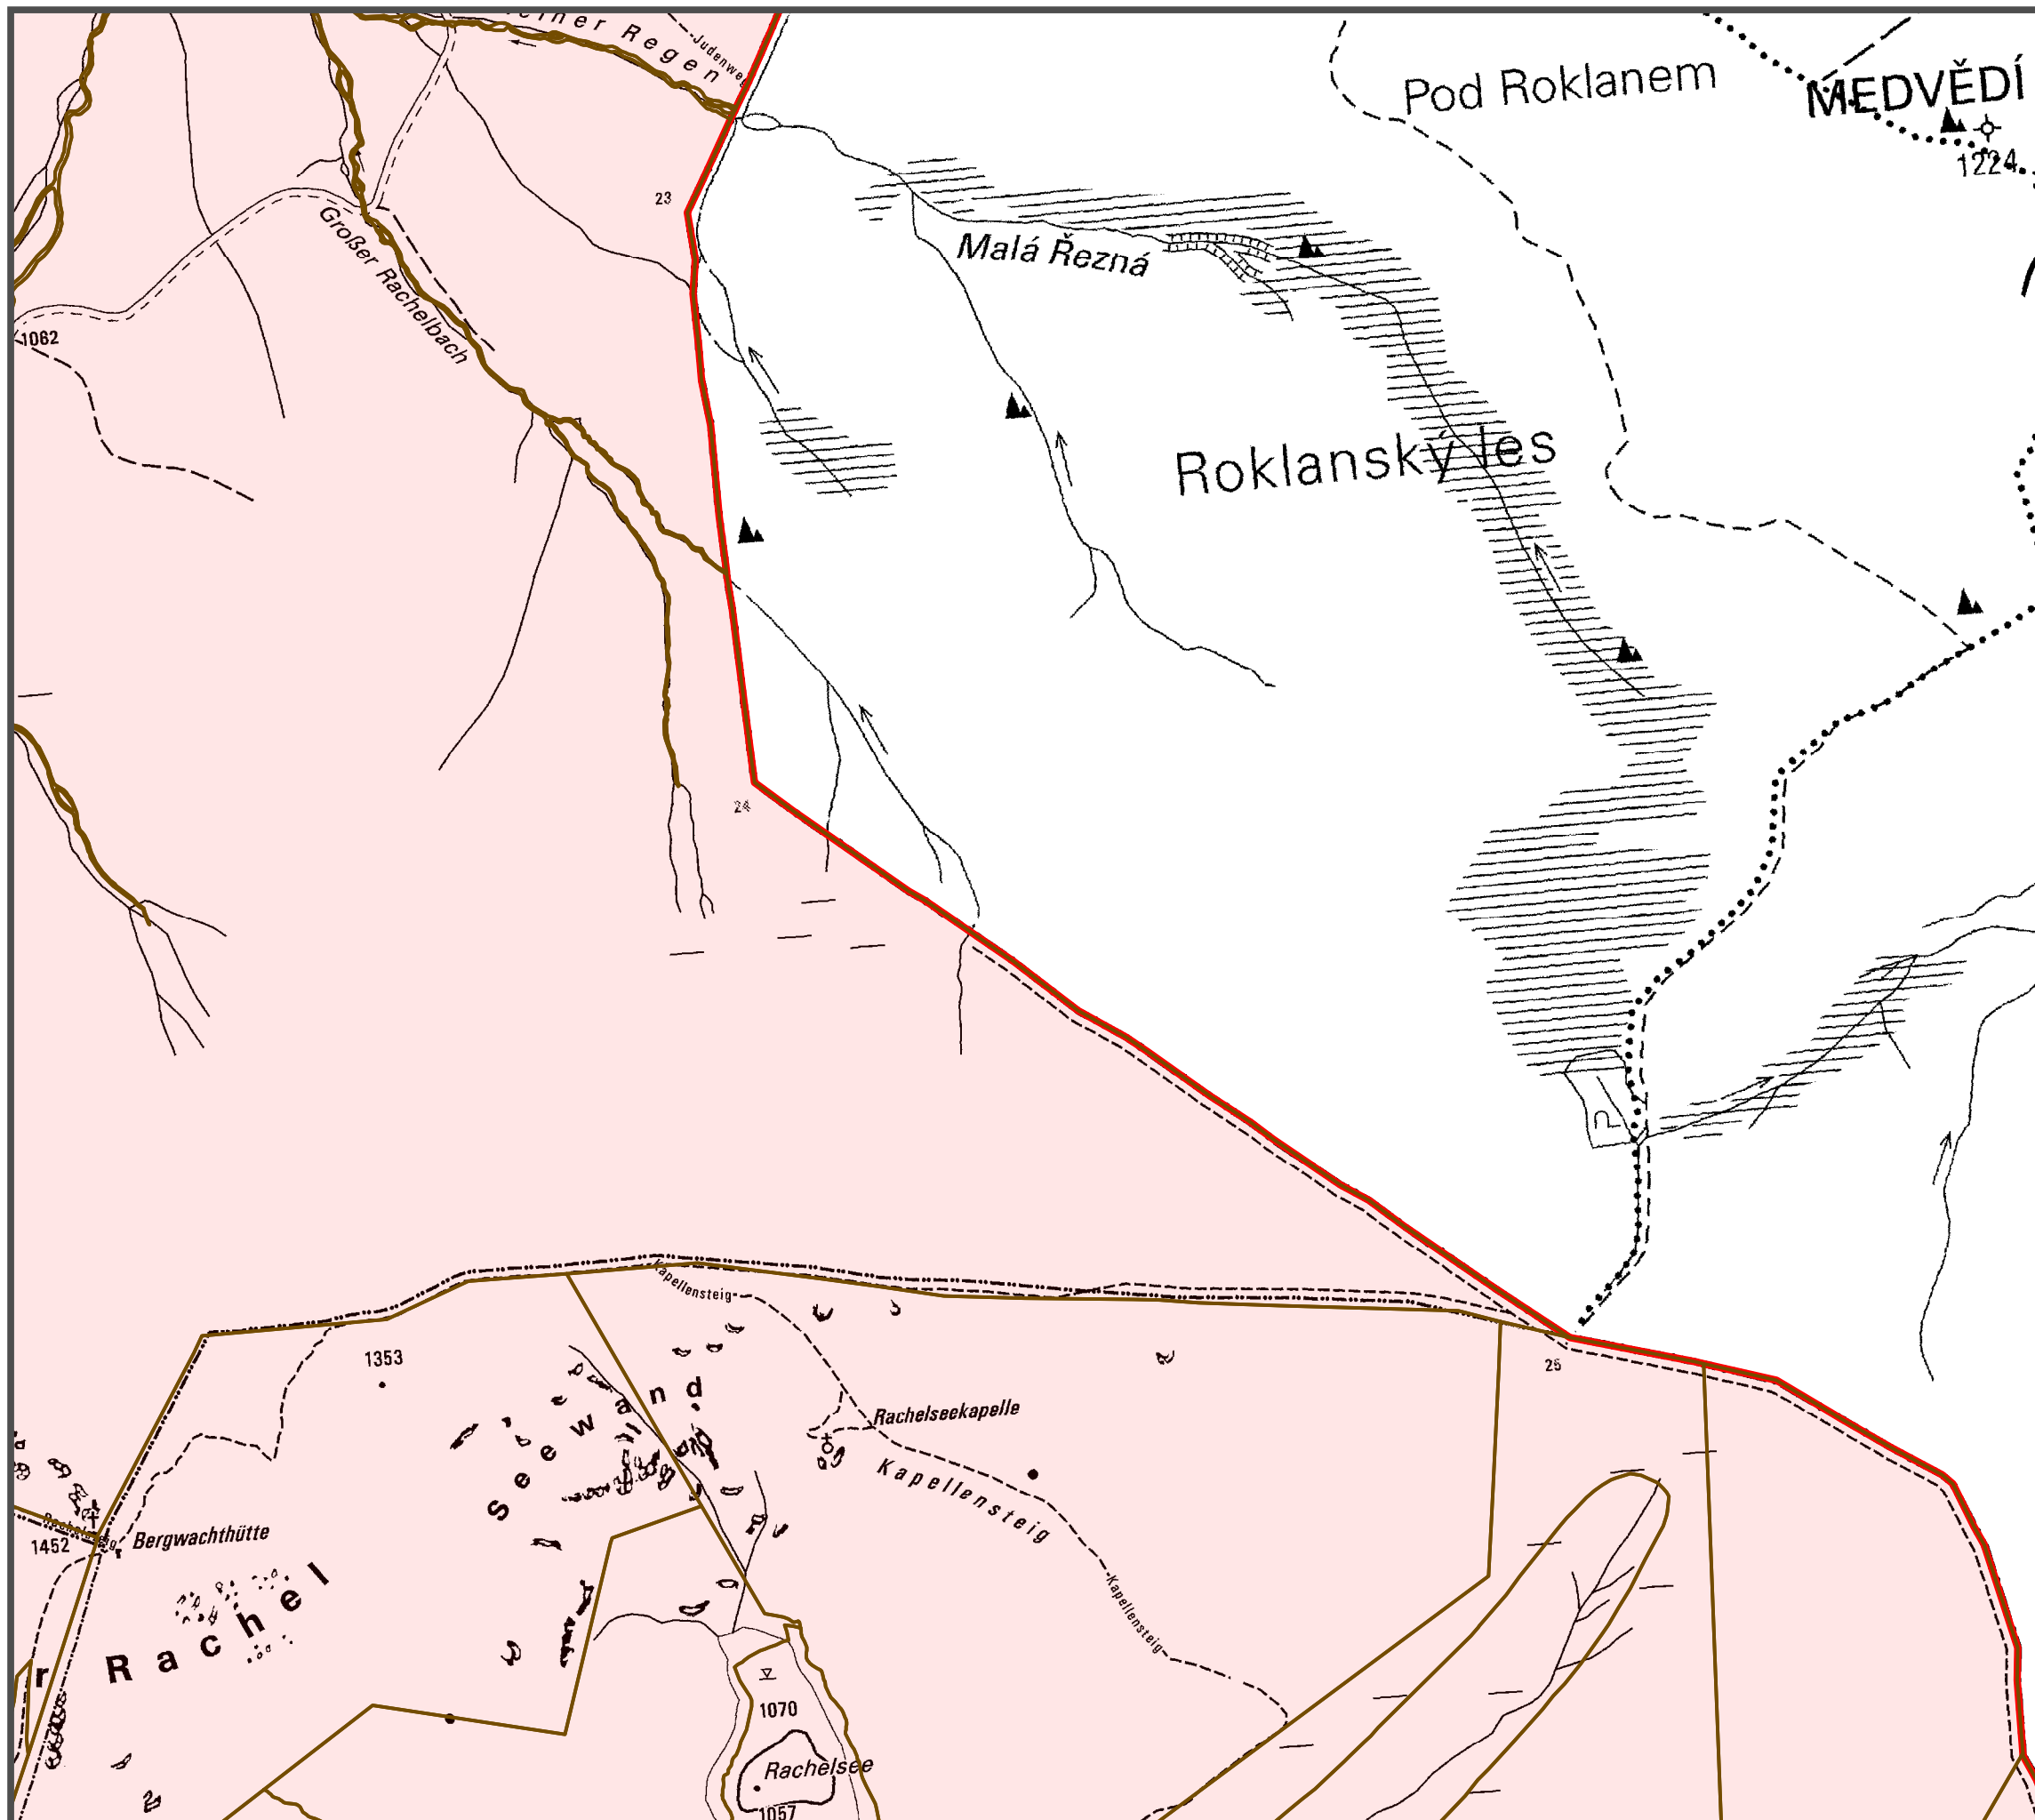 Regen
Judenweg
Pod Roklanem
MEDVĚDÍ
1224
23
Großer Rachelbach
Malá Řezná
1062
Roklanský les
24
P
Kapellensteig
1353
25
Seewand
Rachelseekapelle
Kapellensteig
1452
Bergwachthütte
Kapellensteig
Rachel
r
1070
Rachelsee
1057